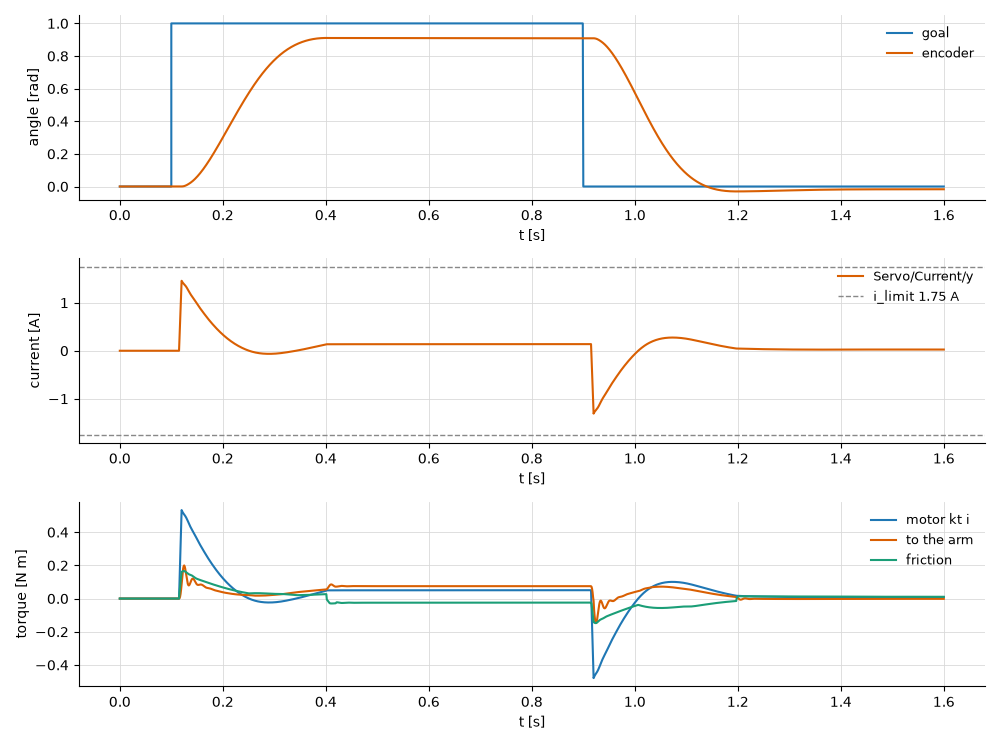 1.0
0.8
0.6
0.4
0.2
0.0
angle [rad]
goal
encoder
0.0 0.2 0.4 0.6 0.8 1.0 1.2 1.4 1.6
t [s]
1
0
−1
current [A]
Servo/Current/y
i_limit 1.75 A
0.0 0.2 0.4 0.6 0.8 1.0 1.2 1.4 1.6
t [s]
0.4
0.2
0.0
−0.2
−0.4
torque [N m]
motor kt i
to the arm
friction
0.0 0.2 0.4 0.6 0.8 1.0 1.2 1.4 1.6
t [s]